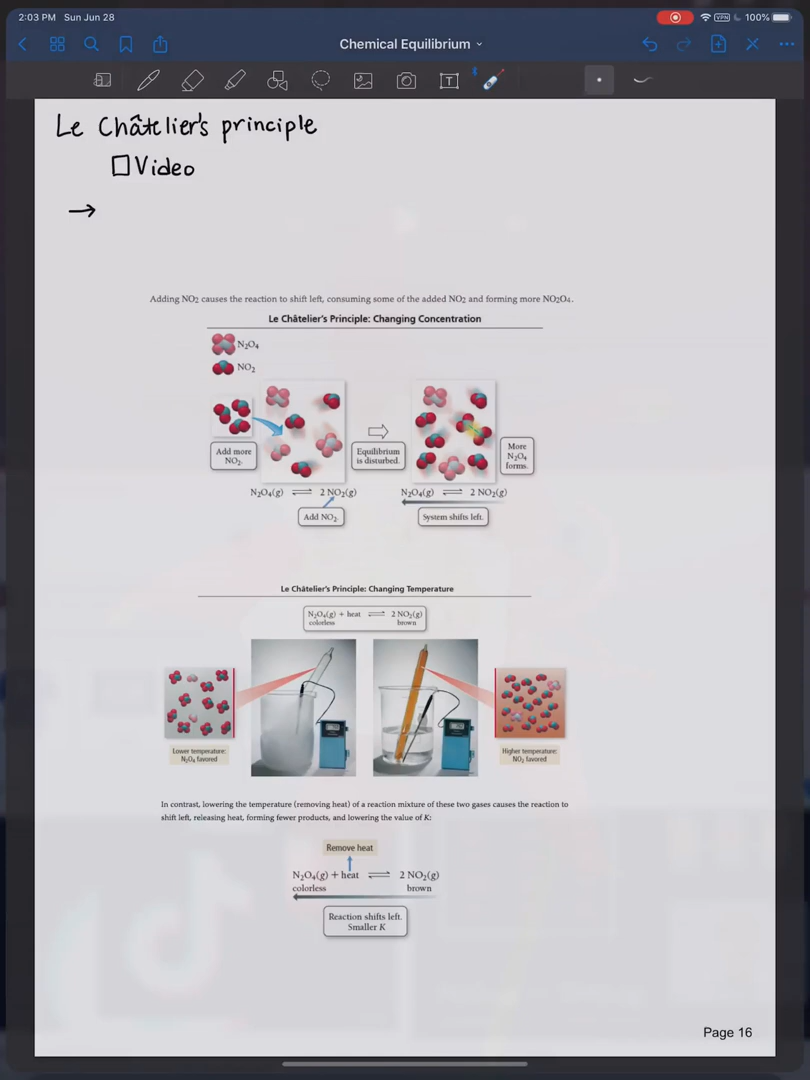 2:03 PM Sun Jun 28
VPN 100%
Chemical Equilibrium
T
Le Châtelier's principle
Video
→
Adding NO2 causes the reaction to shift left, consuming some of the added NO2 and forming more NO2O4.
Le Châtelier's Principle: Changing Concentration
N₂O₄
NO₂
Add more
NO₂.
Equilibrium
is disturbed.
More
N₂O₄
forms.
N₂O₄(g) ⇌ 2 NO₂(g)
N₂O₄(g) ⇌ 2 NO₂(g)
Add NO₂.
System shifts left.
Le Châtelier's Principle: Changing Temperature
N₂O₄(g) + heat ⇌ 2 NO₂(g)
colorless brown
Lower temperature:
N₂O₄ favored
Higher temperature:
NO₂ favored
In contrast, lowering the temperature (removing heat) of a reaction mixture of these two gases causes the reaction to
shift left, releasing heat, forming fewer products, and lowering the value of K:
Remove heat
N₂O₄(g) + heat ⇌ 2 NO₂(g)
colorless brown
Reaction shifts left.
Smaller K
Page 16